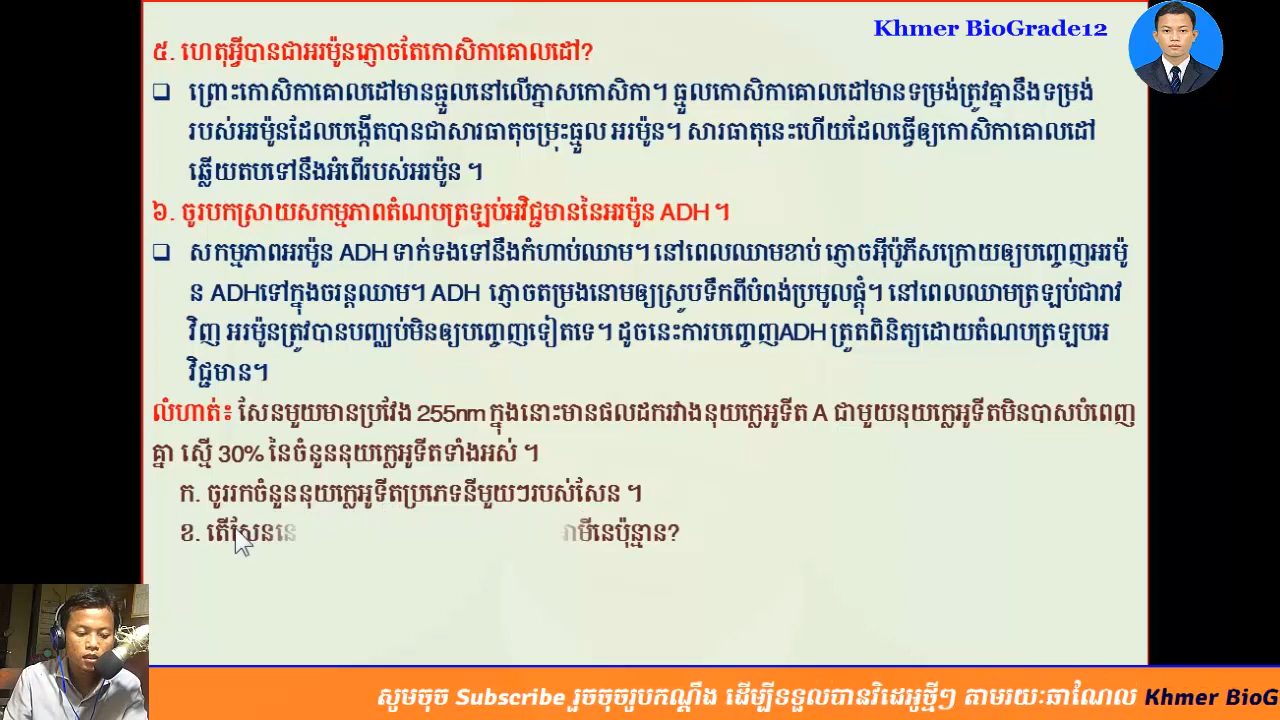 Khmer BioGrade12
៥. ហេតុអ្វីបានជាអរម៉ូនភ្ញោចតែកោសិកាគោលដៅ?
❑ ព្រោះកោសិកាគោលដៅមានធ្មួលនៅលើភ្នាសកោសិកា។ ធ្មួលកោសិកាគោលដៅមានទម្រង់ត្រូវគ្នានឹងទម្រង់
របស់អរម៉ូនដែលបង្កើតបានជាសារធាតុចម្រុះធ្មួល អរម៉ូន។ សារធាតុនេះហើយដែលធ្វើឲ្យកោសិកាគោលដៅ
ឆ្លើយតបទៅនឹងអំពើរបស់អរម៉ូន ។
៦. ចូរបកស្រាយសកម្មភាពតំណបត្រឡប់អវិជ្ជមាននៃអរម៉ូន ADH ។
❑ សកម្មភាពអរម៉ូន ADH ទាក់ទងទៅនឹងកំហាប់ឈាម។ នៅពេលឈាមខាប់ ភ្ញោចអ៊ីប៉ូភីសក្រោយឲ្យបញ្ចេញអរម៉ូ
ន ADHទៅក្នុងចរន្តឈាម។ ADH ភ្ញោចតម្រងនោមឲ្យស្រូបទឹកពីបំពង់ប្រមូលផ្តុំ។ នៅពេលឈាមត្រឡប់ជារាវ
វិញ អរម៉ូនត្រូវបានបញ្ឈប់មិនឲ្យបញ្ចេញទៀតទេ។ ដូចនេះការបញ្ចេញADH ត្រួតពិនិត្យដោយតំណបត្រឡបអ
វិជ្ជមាន។
លំហាត់៖ សែនមួយមានប្រវែង 255nm ក្នុងនោះមានផលដករវាងនុយក្លេអូទីត A ជាមួយនុយក្លេអូទីតមិនបាសបំពេញ
គ្នា ស្មើ 30% នៃចំនួននុយក្លេអូទីតទាំងអស់ ។
ក. ចូររកចំនួននុយក្លេអូទីតប្រភេទនីមួយៗរបស់សែន ។
ខ. តើសែននេ មីនេប៉ុន្មាន?
សូមចុច Subscribe រួចចុចរូបកណ្តឹង ដើម្បីទទួលបានវិដេអូថ្មីៗ តាមរយៈឆាណែល Khmer BioG